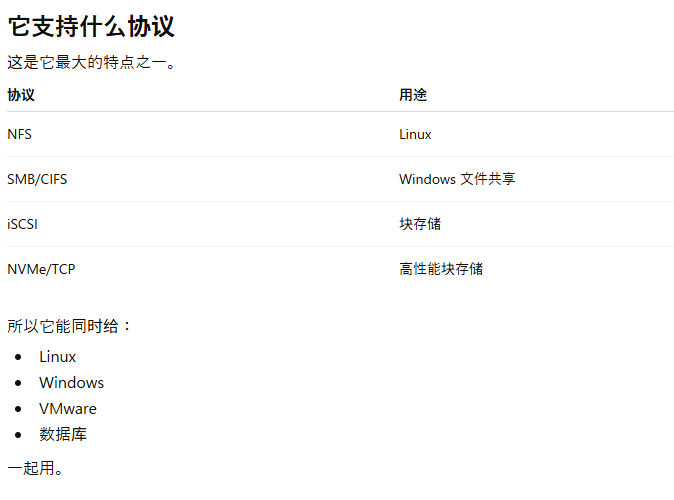 它支持什么协议
这是它最大的特点之一。
协议 用途
NFS Linux
SMB/CIFS Windows 文件共享
iSCSI 块存储
NVMe/TCP 高性能块存储
所以它能同时给：
• Linux
• Windows
• VMware
• 数据库
一起用。